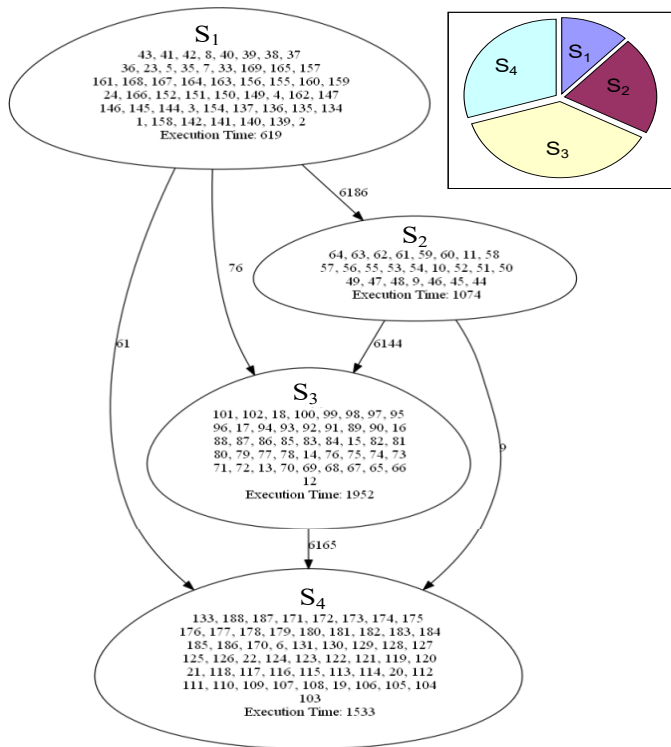 S₁
43, 41, 42, 8, 40, 39, 38, 37
36, 23, 5, 35, 7, 33, 169, 165, 157
161, 168, 167, 164, 163, 156, 155, 160, 159
24, 166, 152, 151, 150, 149, 4, 162, 147
146, 145, 144, 3, 154, 137, 136, 135, 134
1, 158, 142, 141, 140, 139, 2
Execution Time: 619
S₁
S₂
S₃
S₄
6186
S₂
64, 63, 62, 61, 59, 60, 11, 58
57, 56, 55, 53, 54, 10, 52, 51, 50
49, 47, 48, 9, 46, 45, 44
Execution Time: 1074
76
61
6144
9
S₃
101, 102, 18, 100, 99, 98, 97, 95
96, 17, 94, 93, 92, 91, 89, 90, 16
88, 87, 86, 85, 83, 84, 15, 82, 81
80, 79, 77, 78, 14, 76, 75, 74, 73
71, 72, 13, 70, 69, 68, 67, 65, 66
12
Execution Time: 1952
6165
S₄
133, 188, 187, 171, 172, 173, 174, 175
176, 177, 178, 179, 180, 181, 182, 183, 184
185, 186, 170, 6, 131, 130, 129, 128, 127
125, 126, 22, 124, 123, 122, 121, 119, 120
21, 118, 117, 116, 115, 113, 114, 20, 112
111, 110, 109, 107, 108, 19, 106, 105, 104
103
Execution Time: 1533